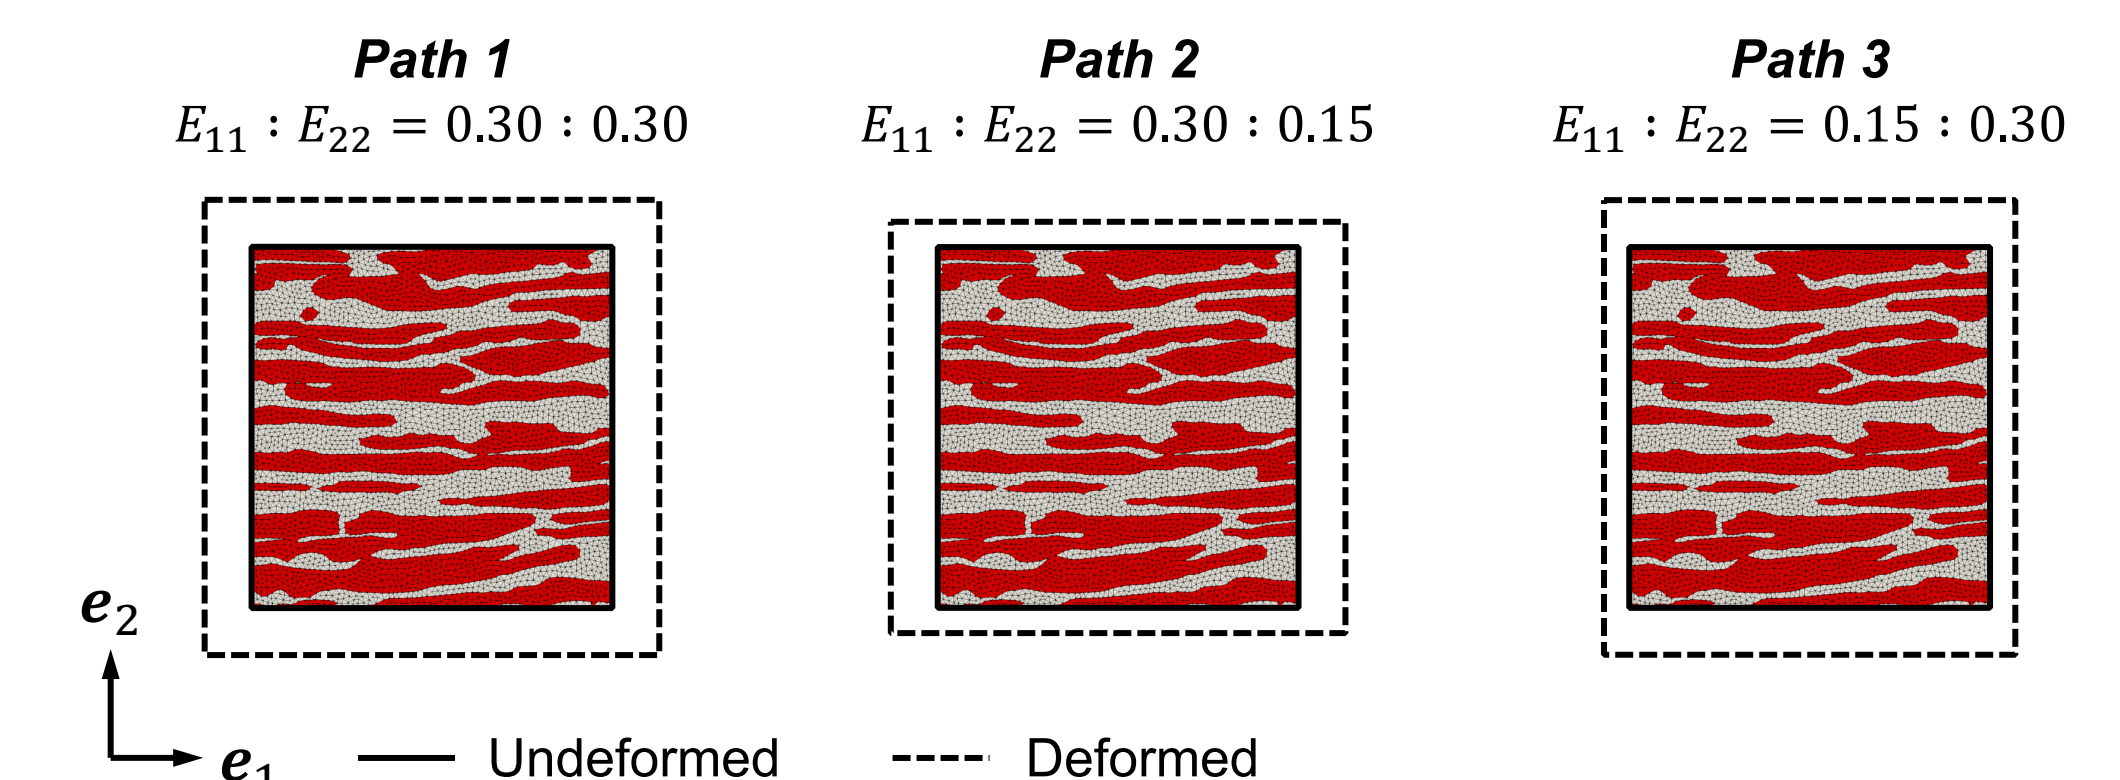 Path 1
E₁₁ : E₂₂ = 0.30 : 0.30
Path 2
E₁₁ : E₂₂ = 0.30 : 0.15
Path 3
E₁₁ : E₂₂ = 0.15 : 0.30
e₂
e₁
Undeformed
Deformed